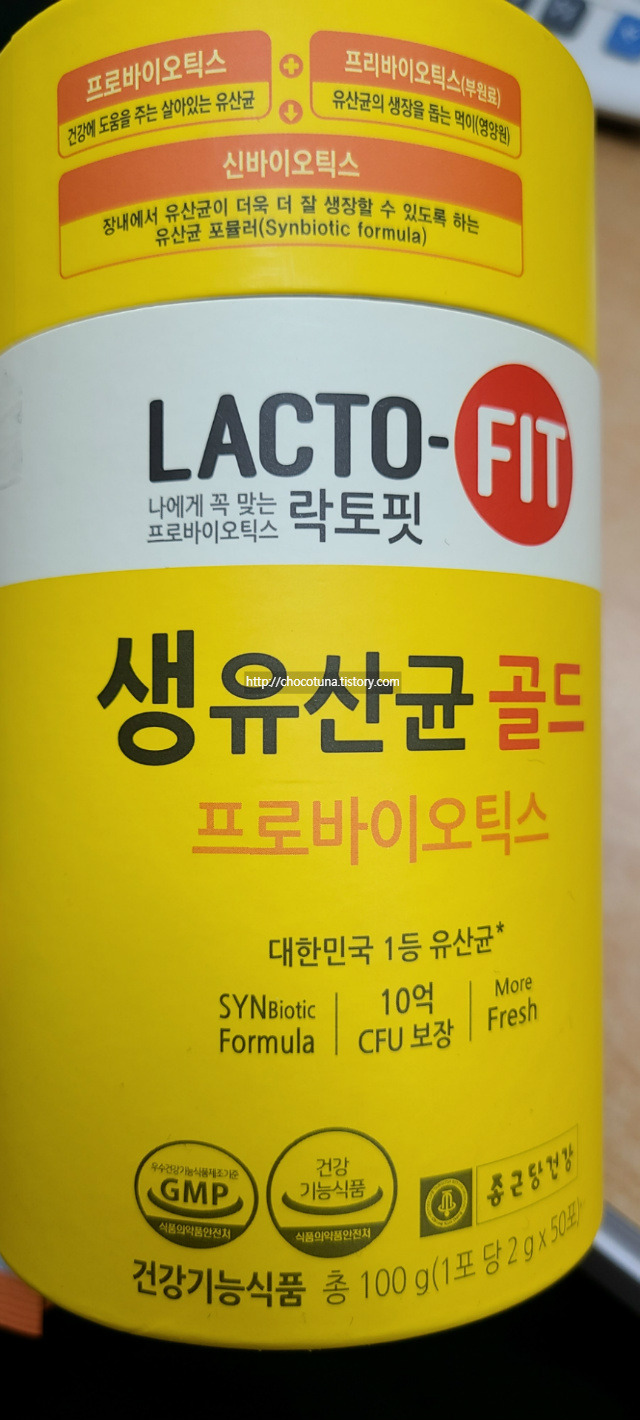 프로바이오틱스
건강에 도움을 주는 살아있는 유산균
프리바이오틱스(부원료)
유산균의 생장을 돕는 먹이(영양원)
신바이오틱스
장내에서 유산균이 더욱 더 잘 생장할 수 있도록 하는
유산균 포뮬러(Synbiotic formula)
LACTO-FIT
나에게 꼭 맞는
프로바이오틱스
락토핏
http://chocotuna.tistory.com
생유산균 골드
프로바이오틱스
대한민국 1등 유산균*
SYNBiotic
Formula
10억
CFU 보장
More
Fresh
우수건강기능식품제조기준
GMP
식품의약품안전처
건강
기능식품
식품의약품안전처
종근당건강
건강기능식품 총 100 g(1포 당 2 g x 50포)